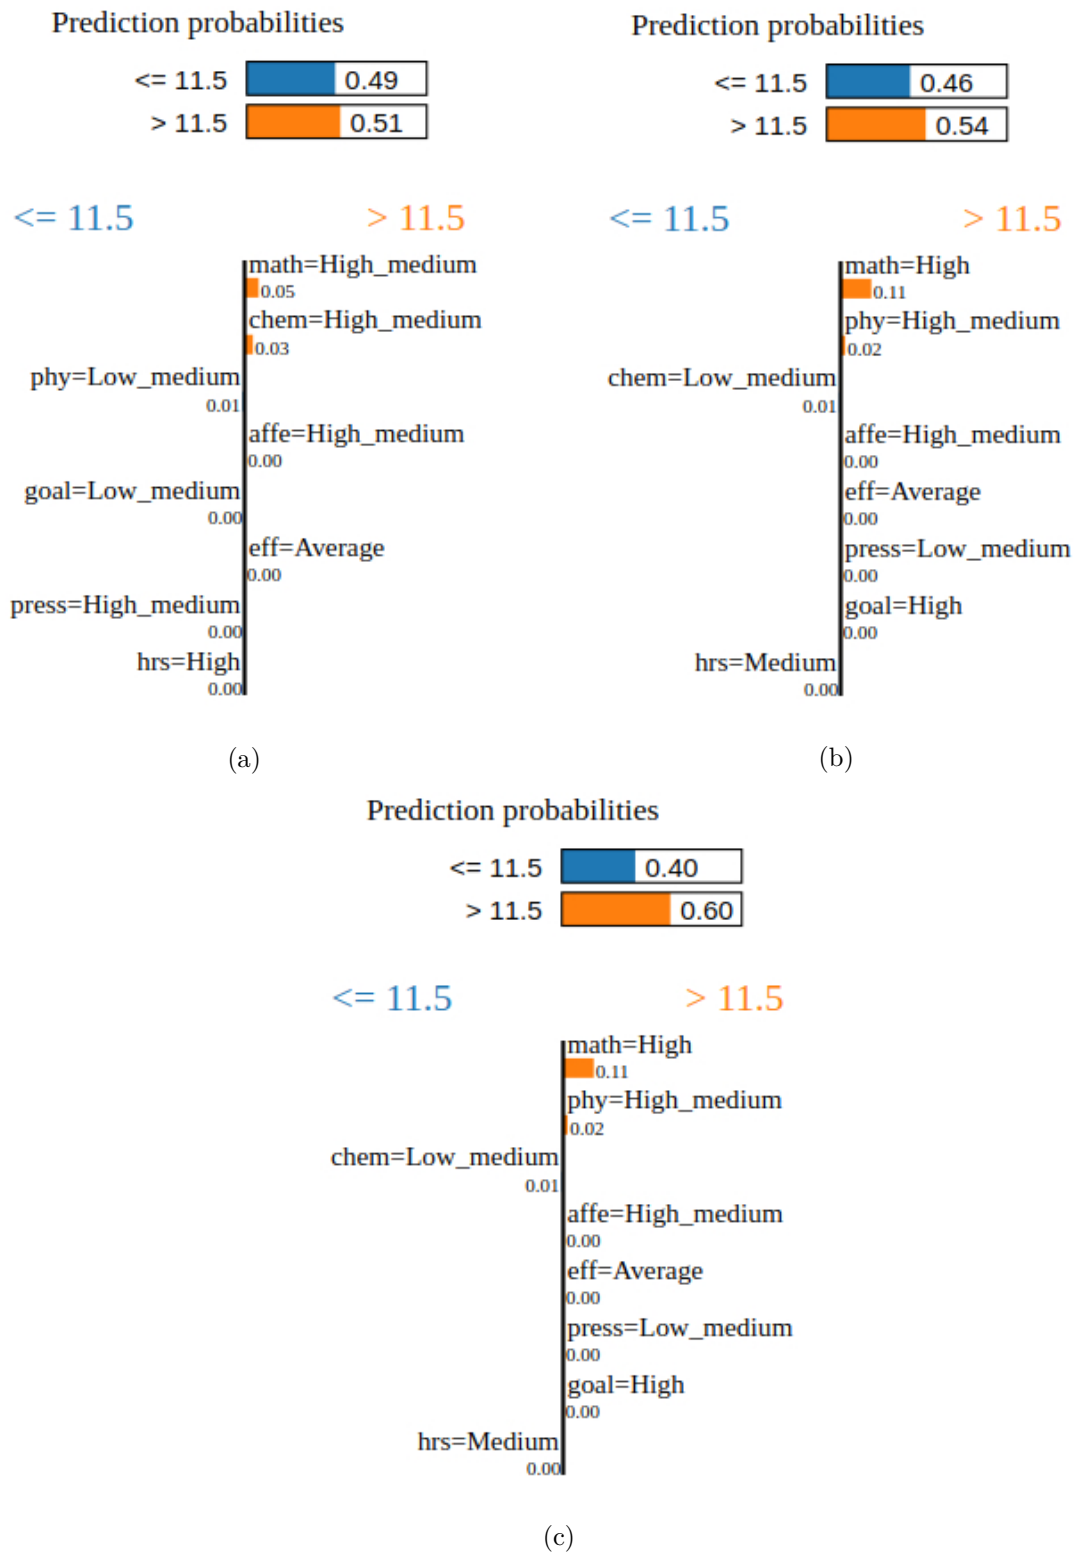 Prediction probabilities
<= 11.5 0.49
> 11.5 0.51
<= 11.5 > 11.5
math=High_medium
0.05
chem=High_medium
0.03
phy=Low_medium
0.01
affe=High_medium
0.00
goal=Low_medium
0.00
eff=Average
0.00
press=High_medium
0.00
hrs=High
0.00
(a)
Prediction probabilities
<= 11.5 0.46
> 11.5 0.54
<= 11.5 > 11.5
math=High
0.11
phy=High_medium
0.02
chem=Low_medium
0.01
affe=High_medium
0.00
eff=Average
0.00
press=Low_medium
0.00
goal=High
0.00
hrs=Medium
0.00
(b)
Prediction probabilities
<= 11.5 0.40
> 11.5 0.60
<= 11.5 > 11.5
math=High
0.11
phy=High_medium
0.02
chem=Low_medium
0.01
affe=High_medium
0.00
eff=Average
0.00
press=Low_medium
0.00
goal=High
0.00
hrs=Medium
0.00
(c)